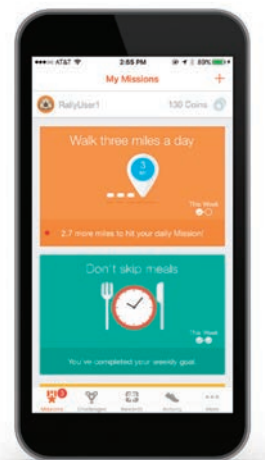 AT&T 2:55 PM 89%
My Missions +
RallyUser1 130 Coins
Walk three miles a day
3
This Week
2.7 more miles to hit your daily Mission!
Don't skip meals
This Week
You've completed your weekly goal.
Missions Challenges Rewards Activity More